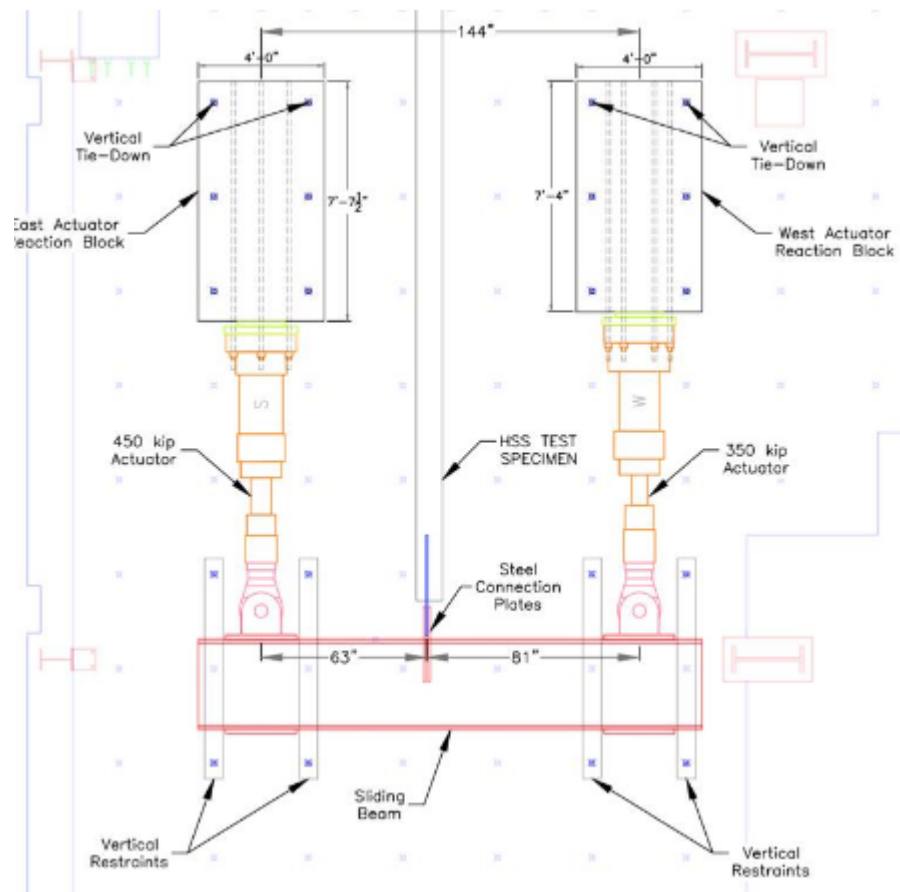 144"
4'-0"
4'-0"
Vertical
Tie-Down
Vertical
Tie-Down
7'-7½"
7'-4"
East Actuator
Reaction Block
West Actuator
Reaction Block
S
W
450 kip
Actuator
HSS TEST
SPECIMEN
350 kip
Actuator
Steel
Connection
Plates
63"
81"
Sliding
Beam
Vertical
Restraints
Vertical
Restraints